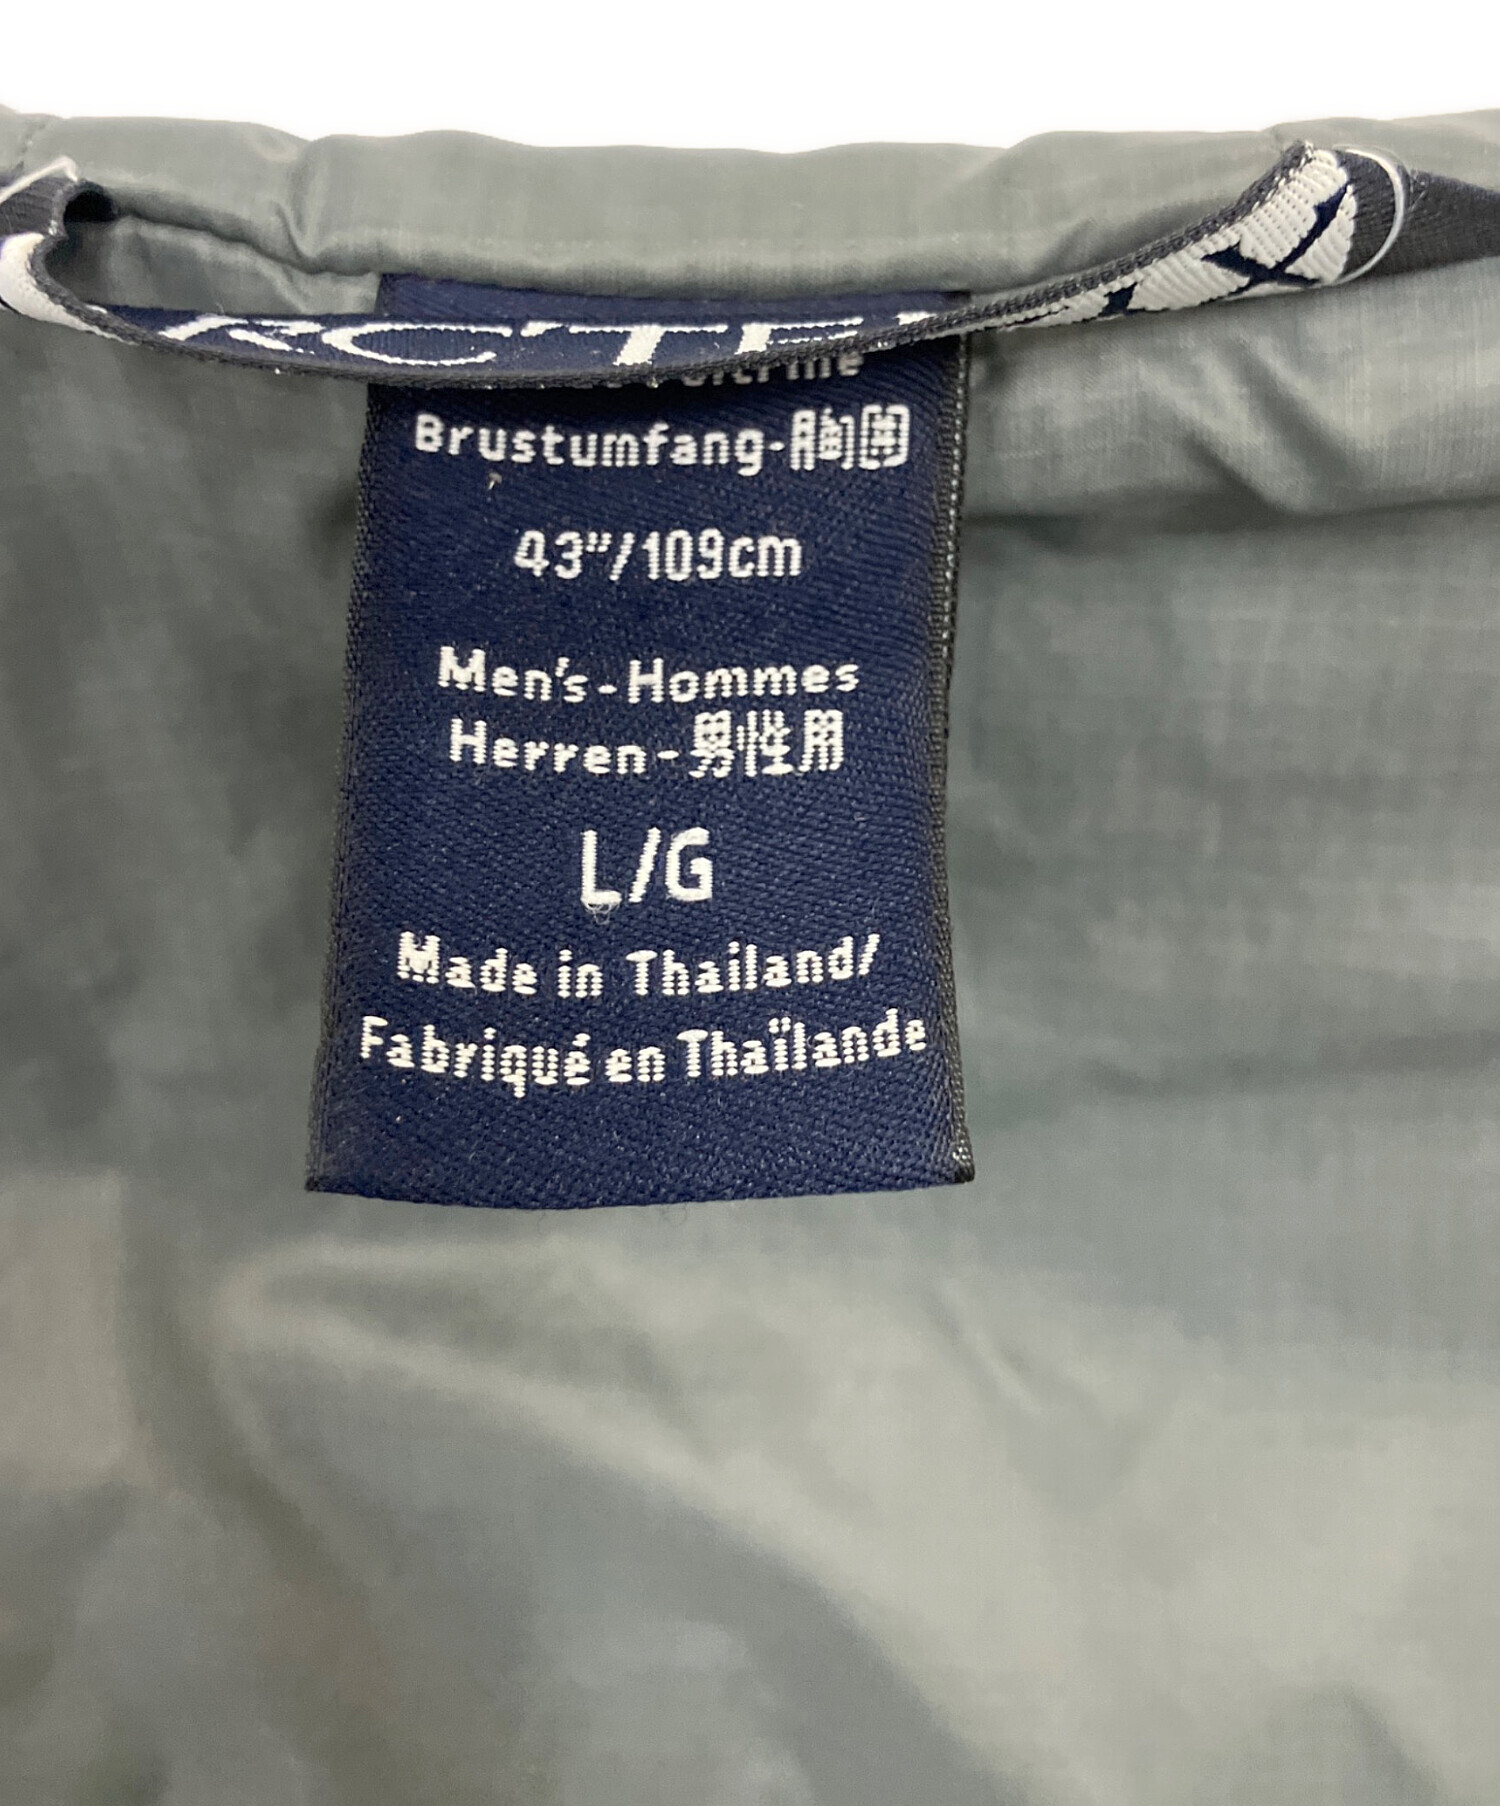 Brustumfang-胸囲
43"/109cm
Men's-Hommes
Herren-男性用
L/G
Made in Thailand/
Fabriqué en Thaïlande